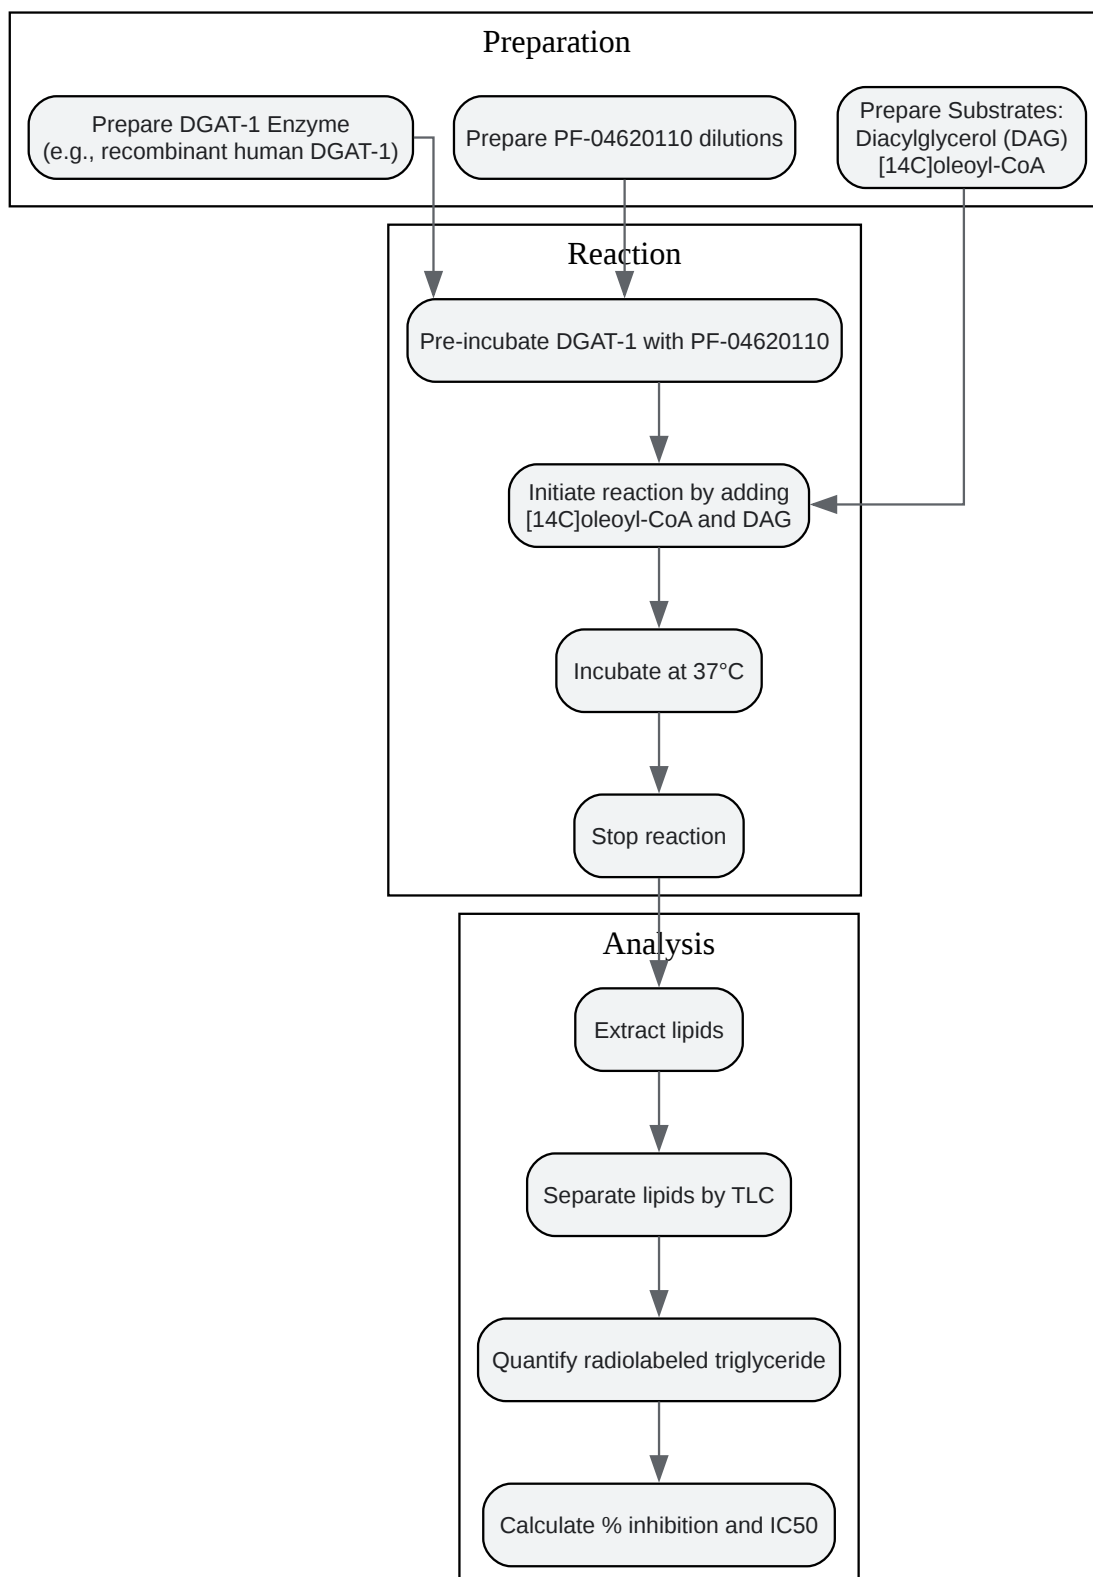 Preparation
Prepare DGAT-1 Enzyme
(e.g., recombinant human DGAT-1)
Prepare PF-04620110 dilutions
Prepare Substrates:
Diacylglycerol (DAG)
[14C]oleoyl-CoA
Reaction
Pre-incubate DGAT-1 with PF-04620110
Initiate reaction by adding
[14C]oleoyl-CoA and DAG
Incubate at 37°C
Stop reaction
Analysis
Extract lipids
Separate lipids by TLC
Quantify radiolabeled triglyceride
Calculate % inhibition and IC50